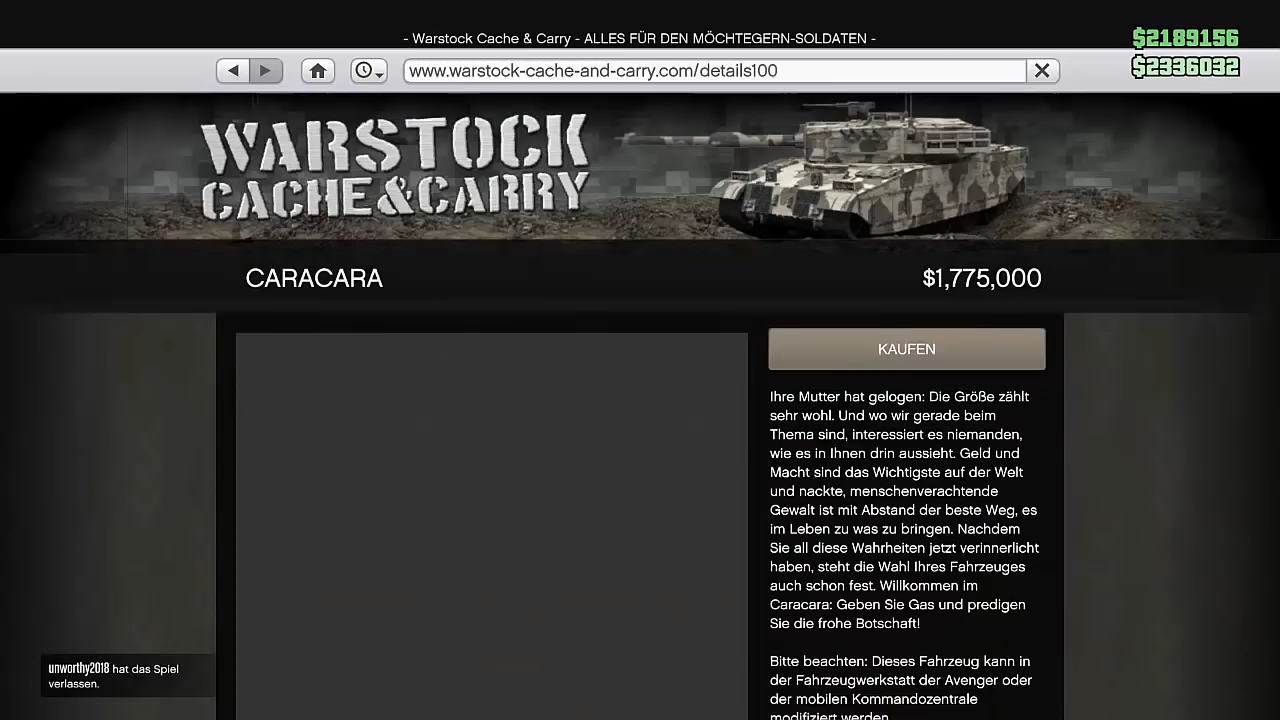 - Warstock Cache & Carry - ALLES FÜR DEN MÖCHTEGERN-SOLDATEN -
$2189156
$2336032
www.warstock-cache-and-carry.com/details100
WARSTOCK
CACHE&CARRY
CARACARA
$1,775,000
KAUFEN
Ihre Mutter hat gelogen: Die Größe zählt
sehr wohl. Und wo wir gerade beim
Thema sind, interessiert es niemanden,
wie es in Ihnen drin aussieht. Geld und
Macht sind das Wichtigste auf der Welt
und nackte, menschenverachtende
Gewalt ist mit Abstand der beste Weg, es
im Leben zu was zu bringen. Nachdem
Sie all diese Wahrheiten jetzt verinnerlicht
haben, steht die Wahl Ihres Fahrzeuges
auch schon fest. Willkommen im
Caracara: Geben Sie Gas und predigen
Sie die frohe Botschaft!
Bitte beachten: Dieses Fahrzeug kann in
der Fahrzeugwerkstatt der Avenger oder
der mobilen Kommandozentrale
modifiziert werden
unworthy2018 hat das Spiel
verlassen.